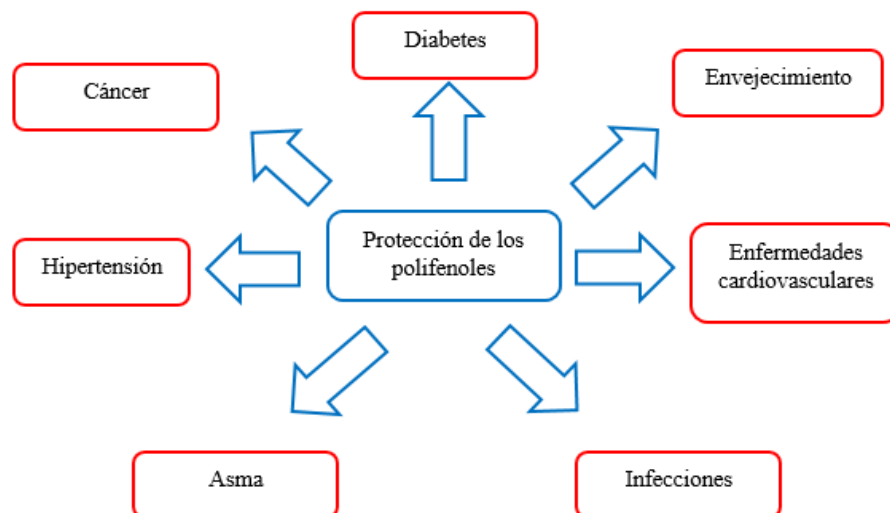 Diabetes
Cáncer
Envejecimiento
Protección de los
polifenoles
Hipertensión
Enfermedades
cardiovasculares
Asma
Infecciones